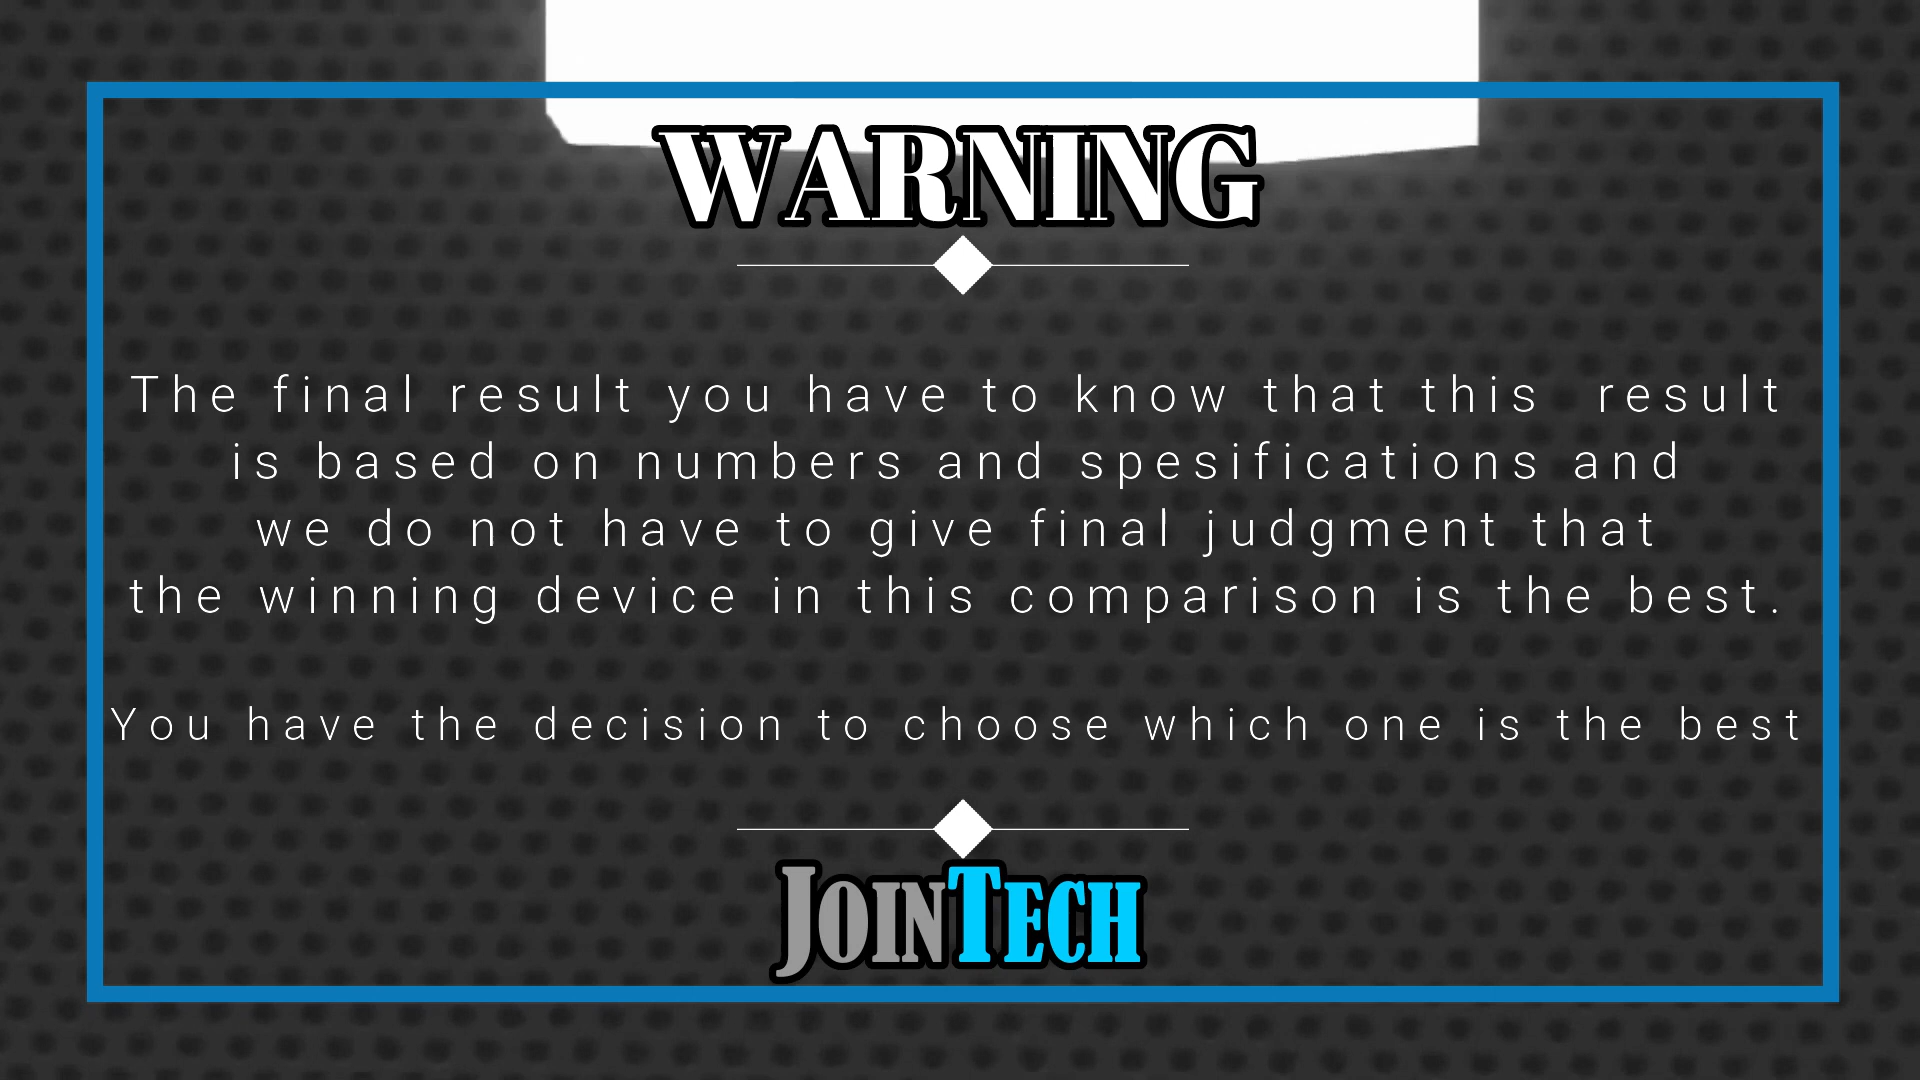 WARNING
The final result you have to know that this  result
is based on numbers and spesifications and
we do not have to give final judgment that
the winning device in this comparison is the best.
You have the decision to choose which one is the best
JOINTECH